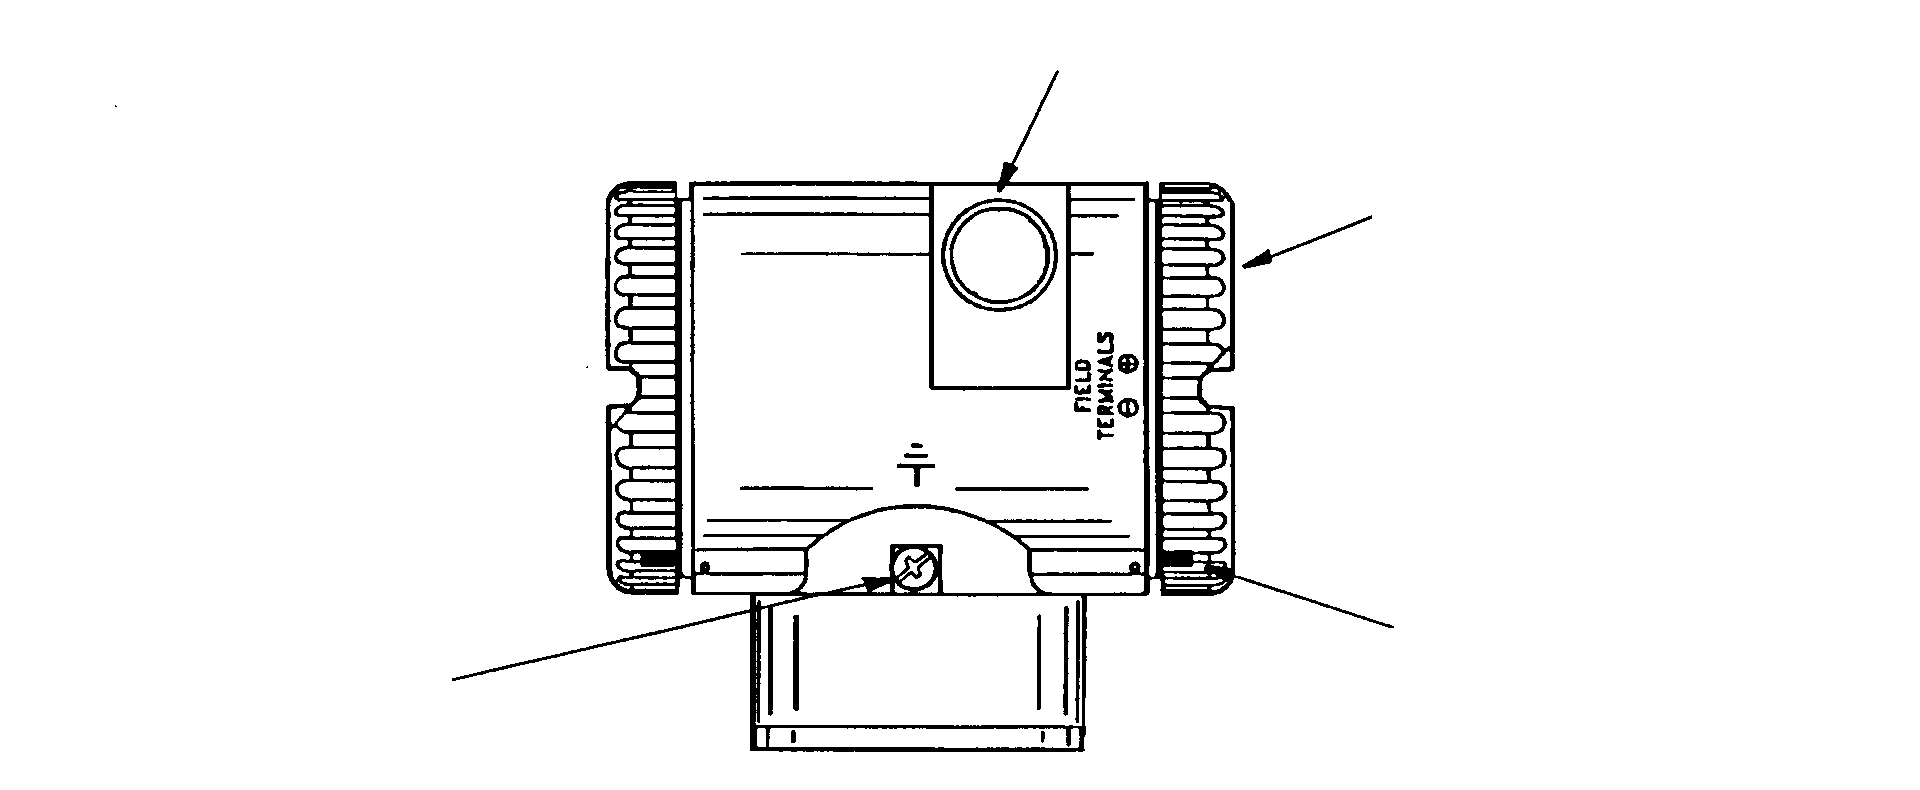 FIELD
TERMINALS
⊖ ⊕